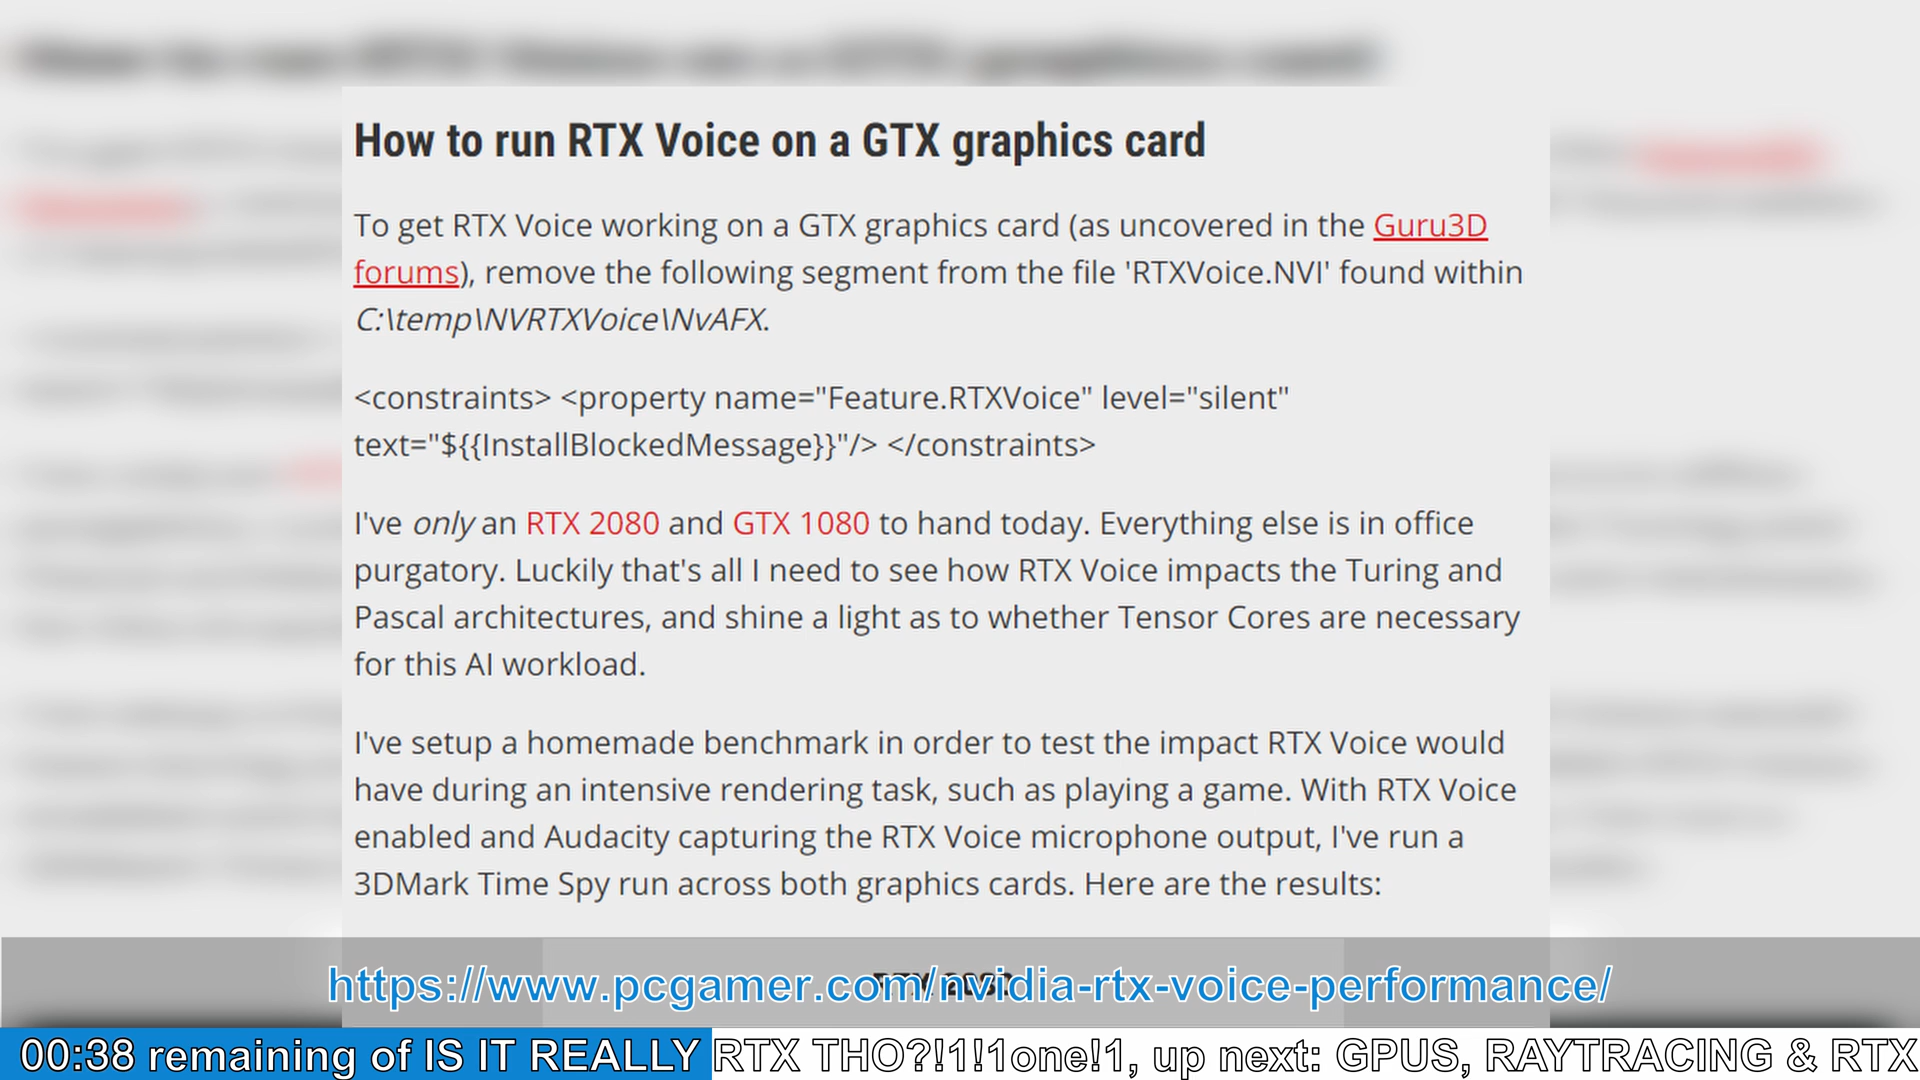 How to run RTX Voice on a GTX graphics card
To get RTX Voice working on a GTX graphics card (as uncovered in the Guru3D
forums), remove the following segment from the file 'RTXVoice.NVI' found within
C:\temp\NVRTXVoice\NvAFX.
<constraints> <property name="Feature.RTXVoice" level="silent"
text="${{InstallBlockedMessage}}"/> </constraints>
I've only an RTX 2080 and GTX 1080 to hand today. Everything else is in office
purgatory. Luckily that's all I need to see how RTX Voice impacts the Turing and
Pascal architectures, and shine a light as to whether Tensor Cores are necessary
for this AI workload.
I've setup a homemade benchmark in order to test the impact RTX Voice would
have during an intensive rendering task, such as playing a game. With RTX Voice
enabled and Audacity capturing the RTX Voice microphone output, I've run a
3DMark Time Spy run across both graphics cards. Here are the results:
https://www.pcgamer.com/nvidia-rtx-voice-performance/
00:38 remaining of IS IT REALLY RTX THO?!1!1one!1, up next: GPUS, RAYTRACING & RTX